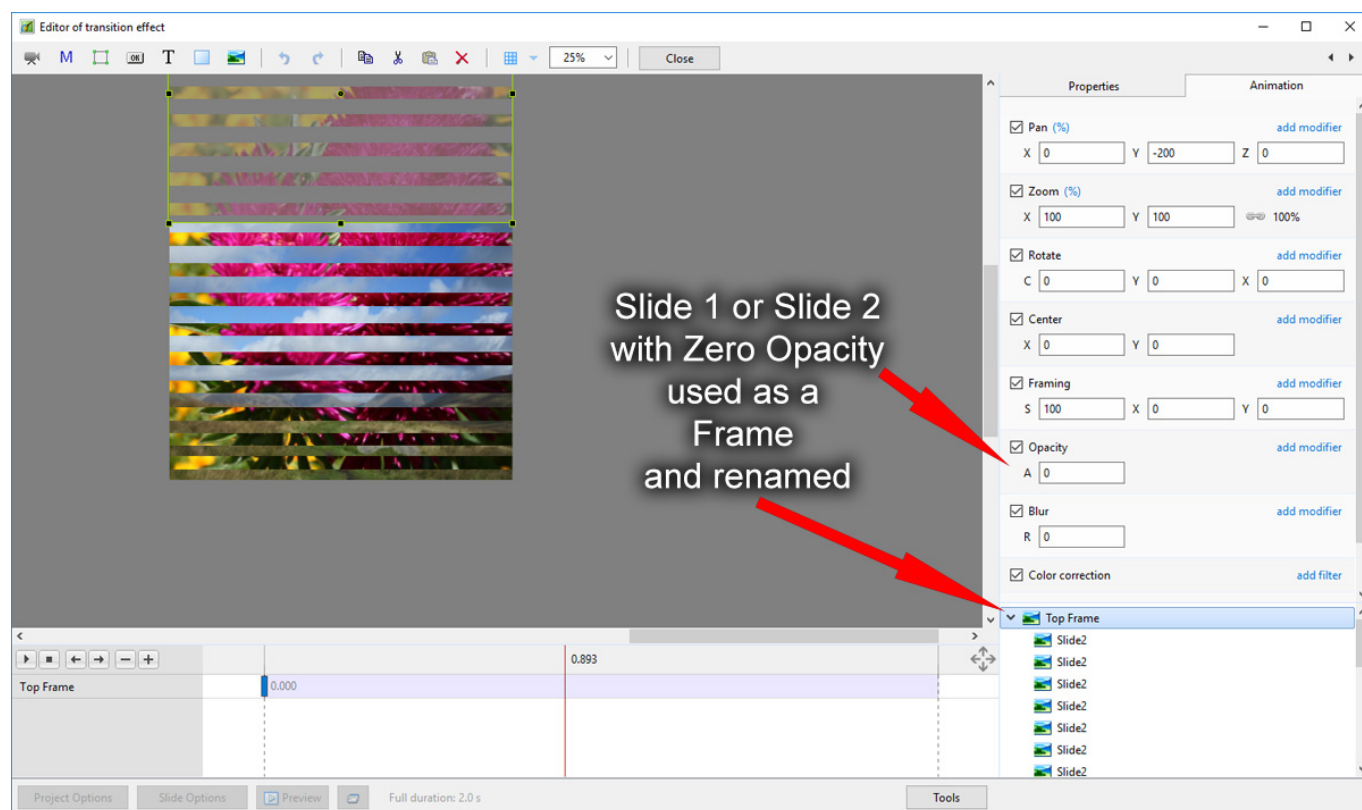 Editor of transition effect
M OK T 25% Close
Properties Animation
Pan (%) add modifier
X 0 Y -200 Z 0
Zoom (%) add modifier
X 100 Y 100 100%
Rotate add modifier
C 0 Y 0 X 0
Center add modifier
X 0 Y 0
Framing add modifier
S 100 X 0 Y 0
Opacity add modifier
A 0
Blur add modifier
R 0
Color correction add filter
Slide 1 or Slide 2
with Zero Opacity
used as a
Frame
and renamed
Top Frame
Slide2
Slide2
Slide2
Slide2
Slide2
Slide2
Slide2
0.893
Top Frame 0.000
Project Options Slide Options Preview Full duration: 2.0 s Tools